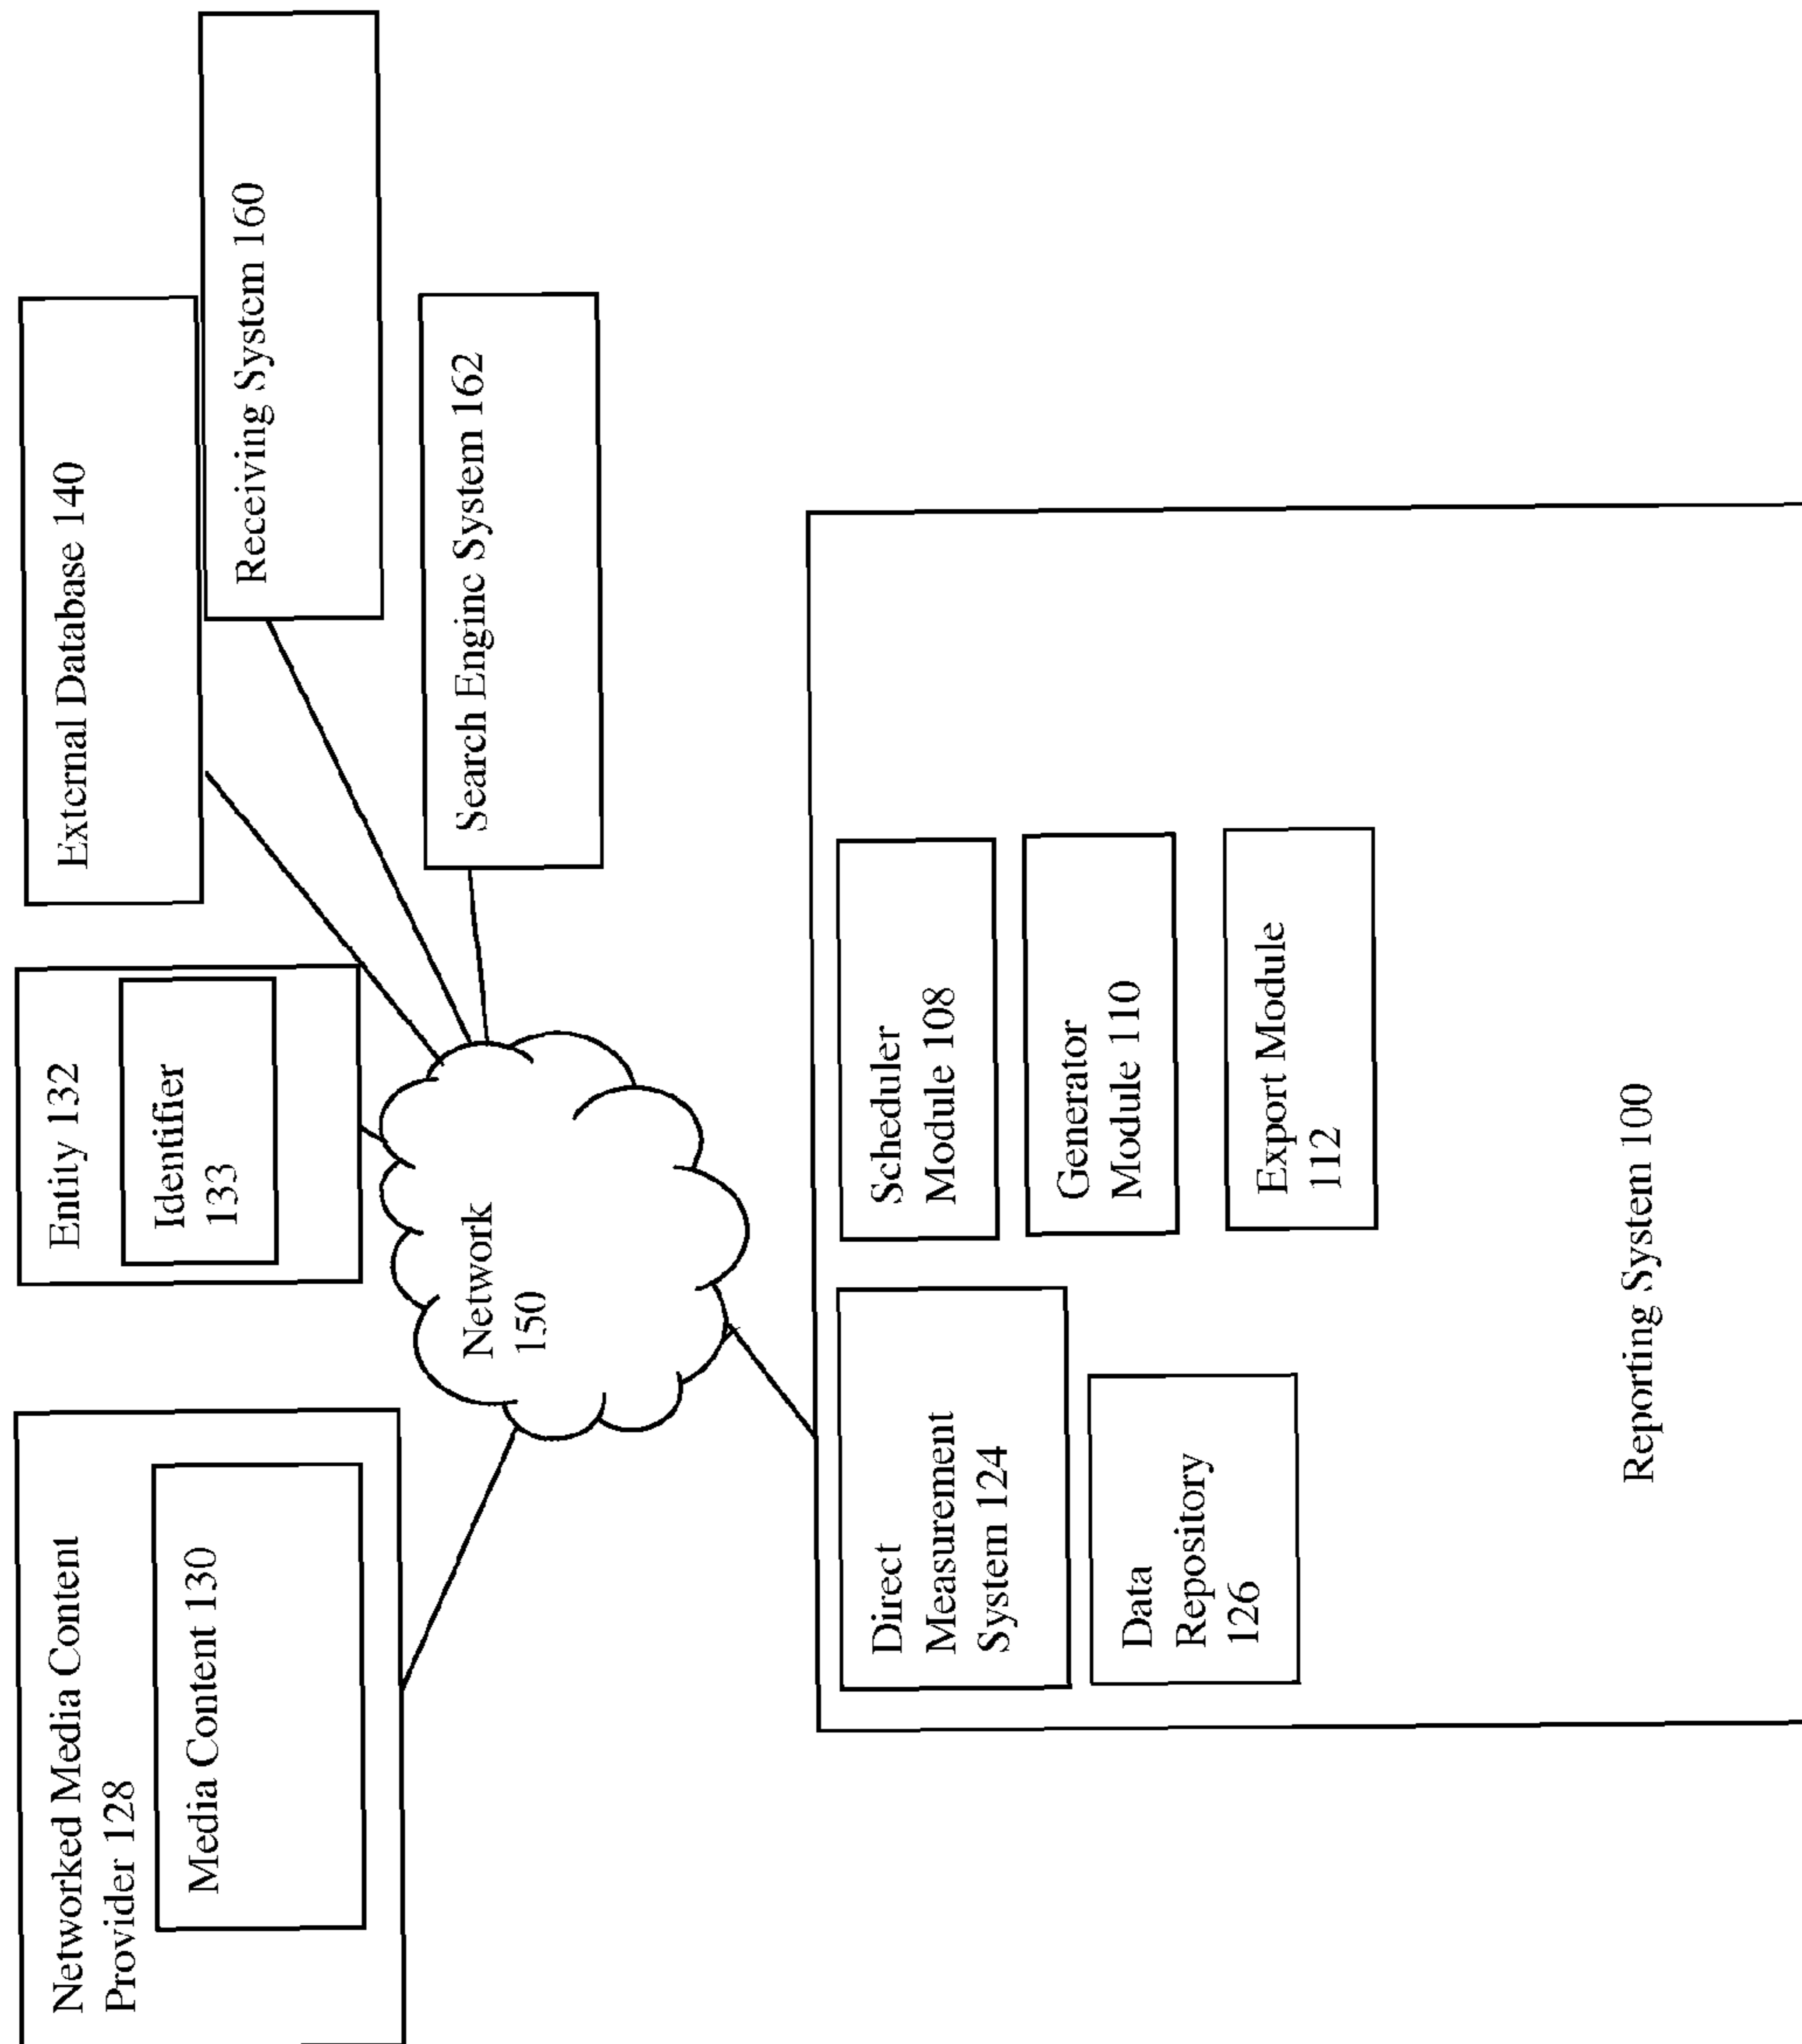 Networked Media Content
Provider 128
Media Content 130
Entity 132
Identifier
133
External Database 140
Receiving System 160
Search Engine System 162
Network
150
Direct
Measurement
System 124
Data
Repository
126
Scheduler
Module 108
Generator
Module 110
Export Module
112
Reporting System 100